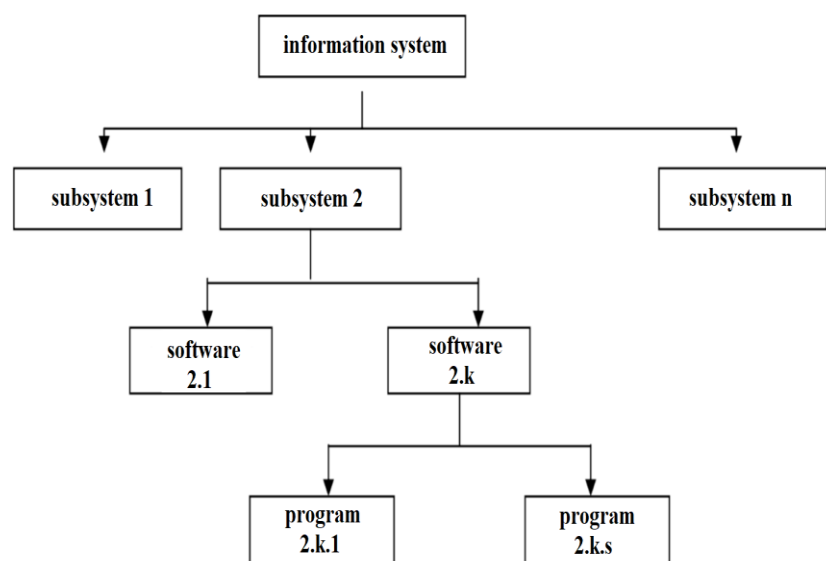 information system
subsystem 1
subsystem 2
subsystem n
software
2.1
software
2.k
program
2.k.1
program
2.k.s